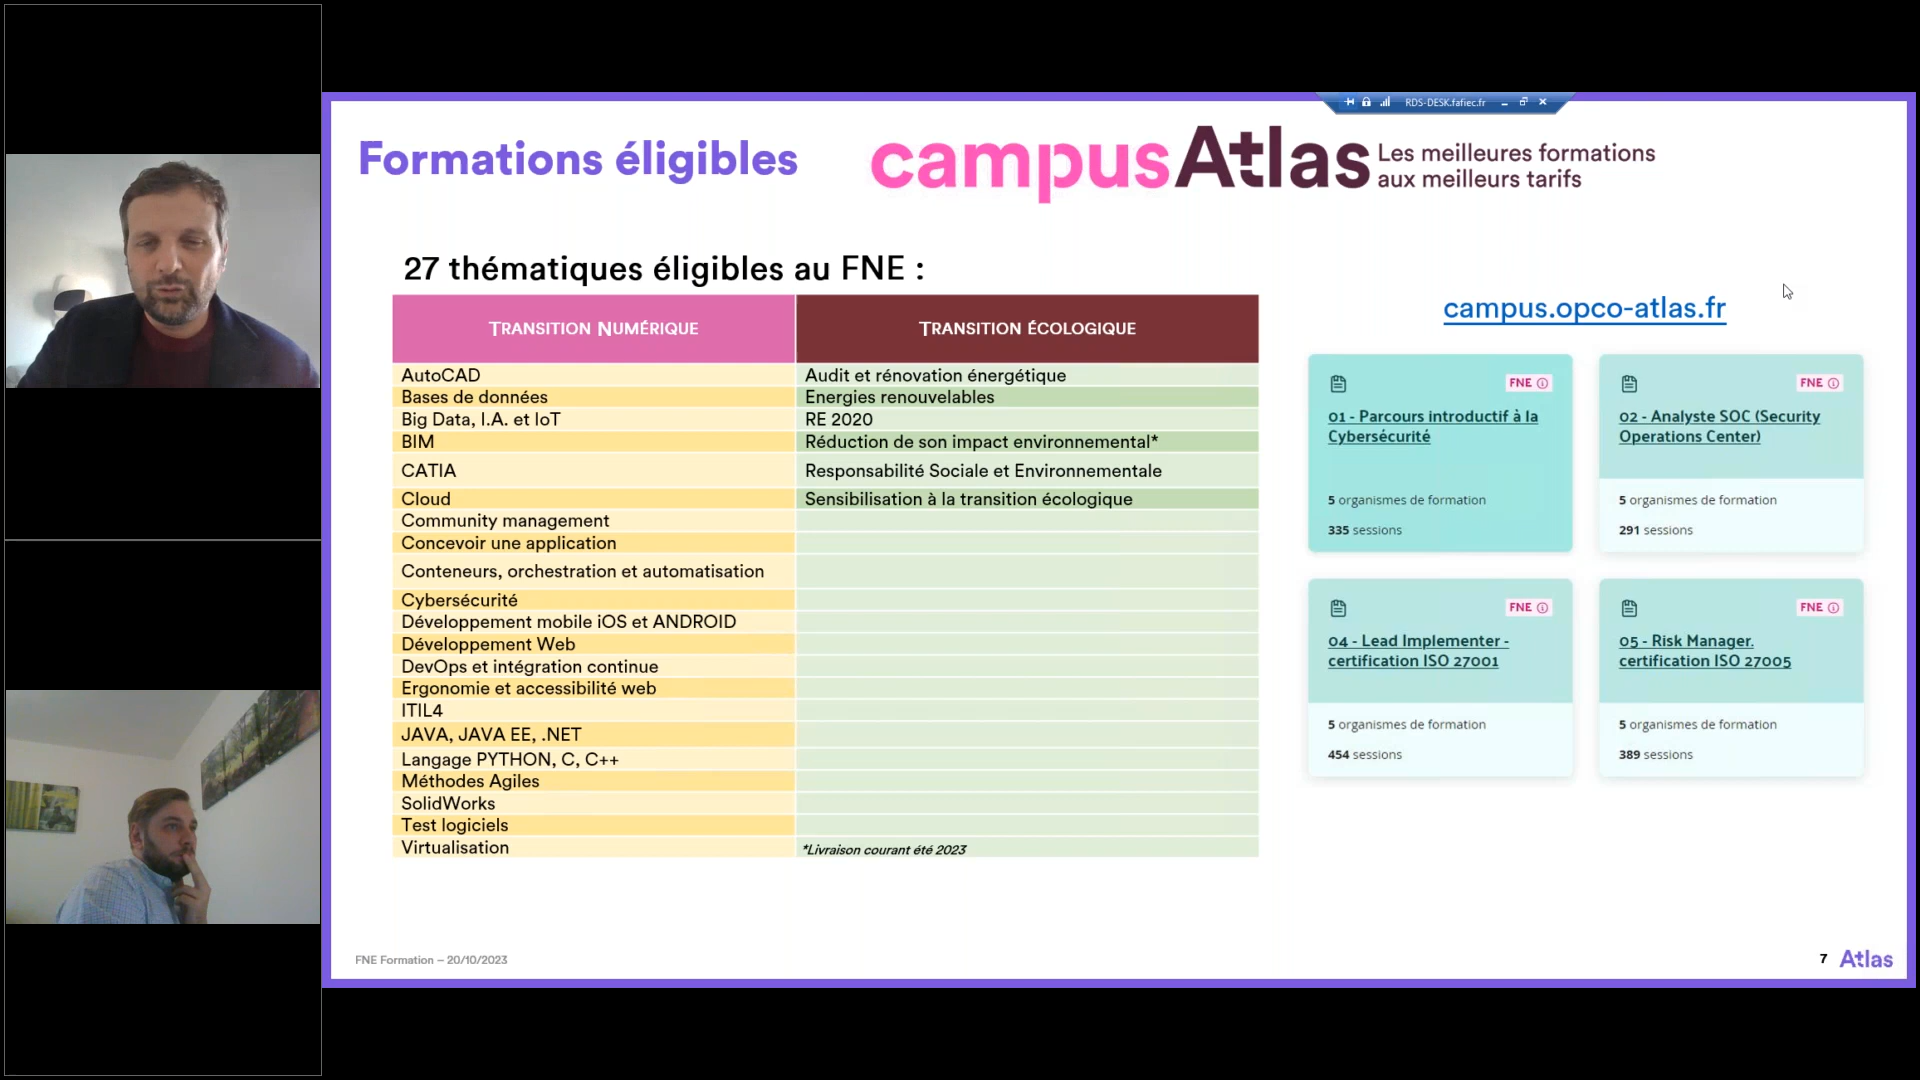 RDS-DESK.fafiec.fr
Formations éligibles
campusAtlas
Les meilleures formations
aux meilleurs tarifs
27 thématiques éligibles au FNE :
TRANSITION NUMÉRIQUE
AutoCAD
Bases de données
Big Data, I.A. et IoT
BIM
CATIA
Cloud
Community management
Concevoir une application
Conteneurs, orchestration et automatisation
Cybersécurité
Développement mobile iOS et ANDROID
Développement Web
DevOps et intégration continue
Ergonomie et accessibilité web
ITIL4
JAVA, JAVA EE, .NET
Langage PYTHON, C, C++
Méthodes Agiles
SolidWorks
Test logiciels
Virtualisation
TRANSITION ÉCOLOGIQUE
Audit et rénovation énergétique
Energies renouvelables
RE 2020
Réduction de son impact environnemental*
Responsabilité Sociale et Environnementale
Sensibilisation à la transition écologique
*Livraison courant été 2023
campus.opco-atlas.fr
FNE
01 - Parcours introductif à la
Cybersécurité
5 organismes de formation
335 sessions
FNE
02 - Analyste SOC (Security
Operations Center)
5 organismes de formation
291 sessions
FNE
04 - Lead Implementer -
certification ISO 27001
5 organismes de formation
454 sessions
FNE
05 - Risk Manager.
certification ISO 27005
5 organismes de formation
389 sessions
FNE Formation – 20/10/2023
7
Atlas